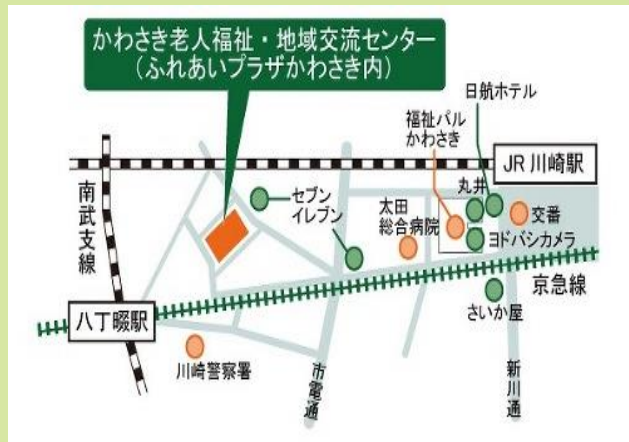 かわさき老人福祉・地域交流センター
（ふれあいプラザかわさき内）
日航ホテル
福祉パル
かわさき
JR 川崎駅
丸井
南武支線
セブン
イレブン
太田
総合病院
交番
ヨドバシカメラ
京急線
八丁畷駅
さいか屋
川崎警察署
市電通
新川通